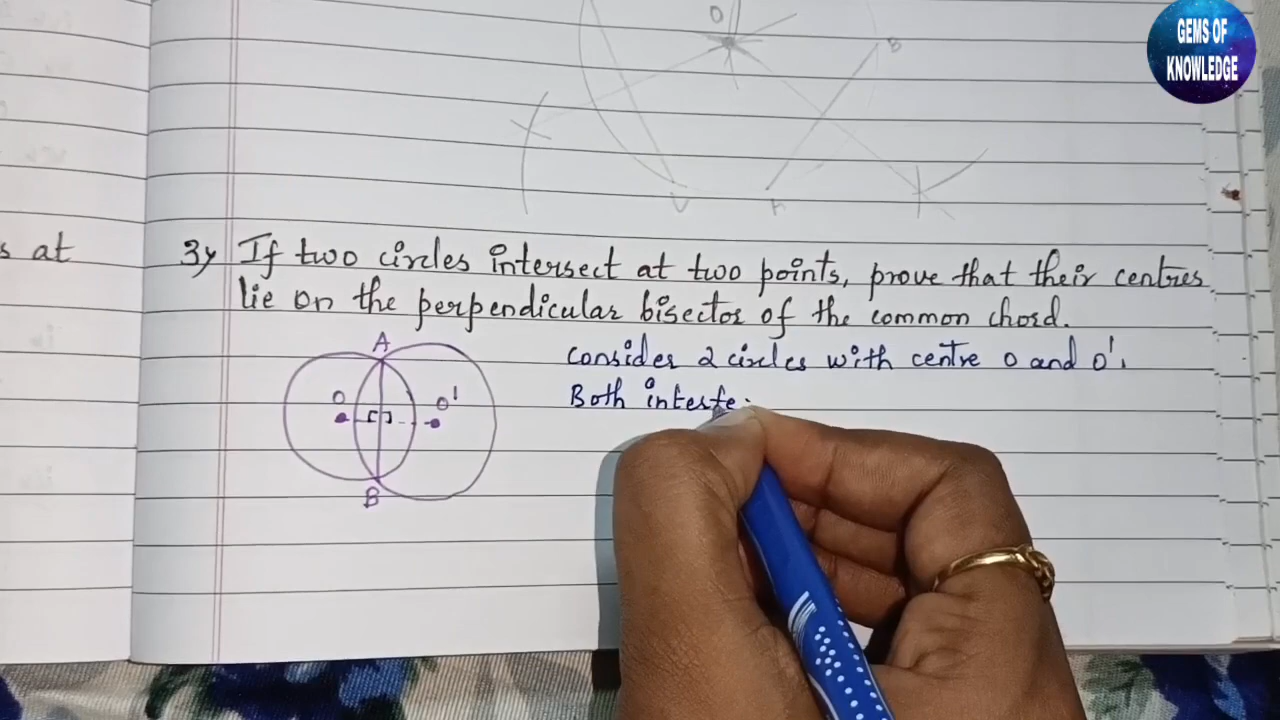 GEMS OF
KNOWLEDGE
O
B
s at
3y If two circles intersect at two points, prove that their centres
lie on the perpendicular bisector of the common chord.
A
Consider 2 circles with centre O and O'.
O
O'
Both interse
B